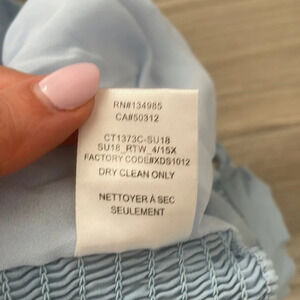 RN#134985
CA#50312
CT1373C-SU18
SU18_RTW_4/15X
FACTORY CODE#XDS1012
DRY CLEAN ONLY
NETTOYER À SEC
SEULEMENT